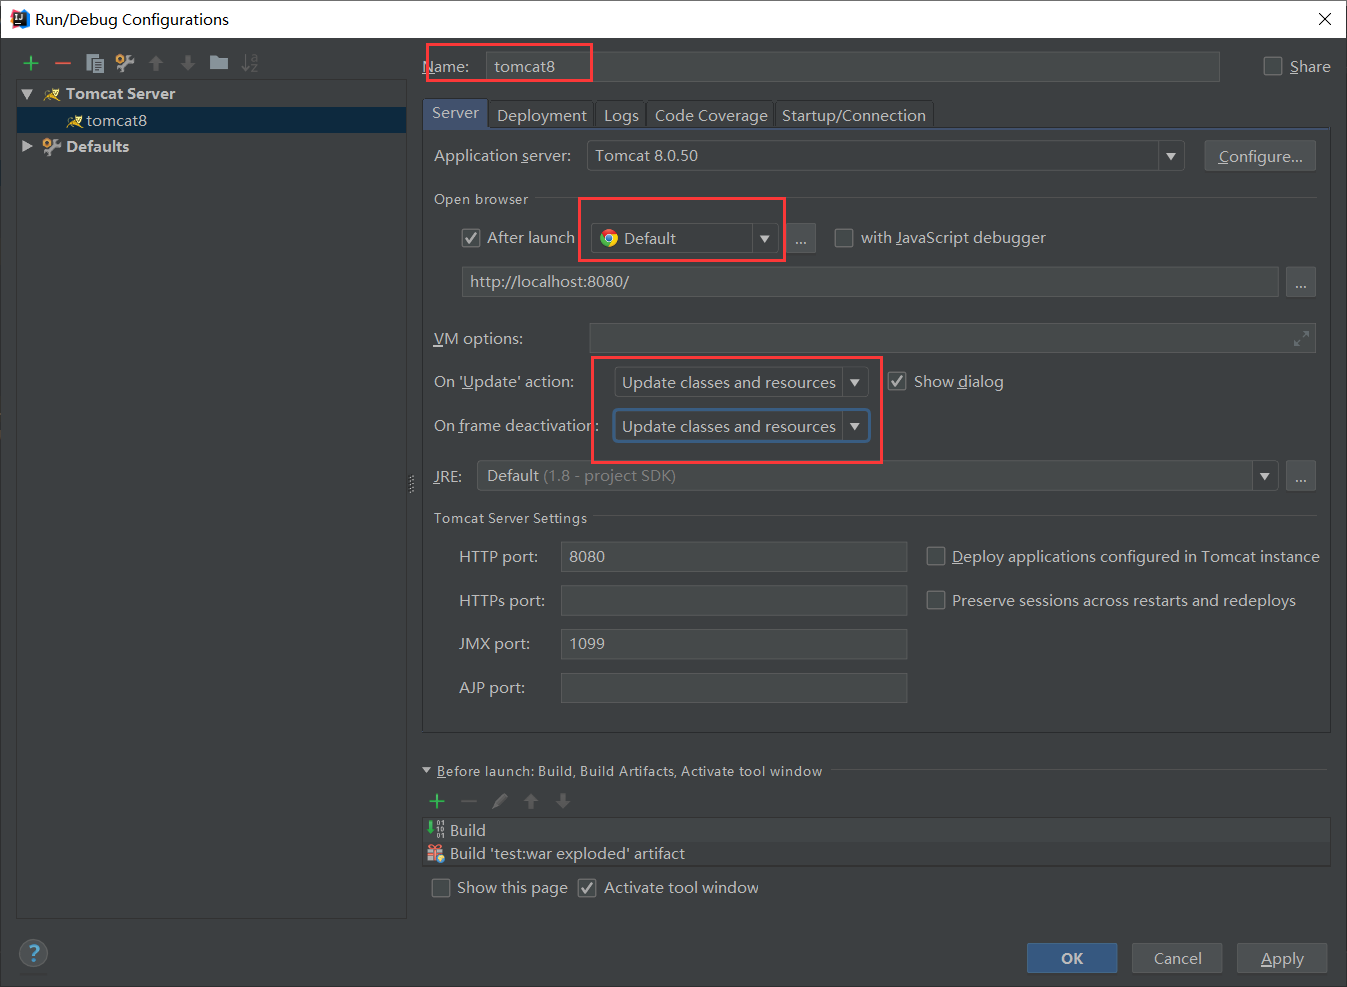 Run/Debug Configurations
Name: tomcat8
Share
Tomcat Server
tomcat8
Defaults
Server Deployment Logs Code Coverage Startup/Connection
Application server: Tomcat 8.0.50 Configure...
Open browser
After launch Default ... with JavaScript debugger
http://localhost:8080/ ...
VM options:
On 'Update' action: Update classes and resources Show dialog
On frame deactivation: Update classes and resources
JRE: Default (1.8 - project SDK) ...
Tomcat Server Settings
HTTP port: 8080 Deploy applications configured in Tomcat instance
HTTPs port: Preserve sessions across restarts and redeploys
JMX port: 1099
AJP port:
Before launch: Build, Build Artifacts, Activate tool window
Build
Build 'test:war exploded' artifact
Show this page Activate tool window
? OK Cancel Apply